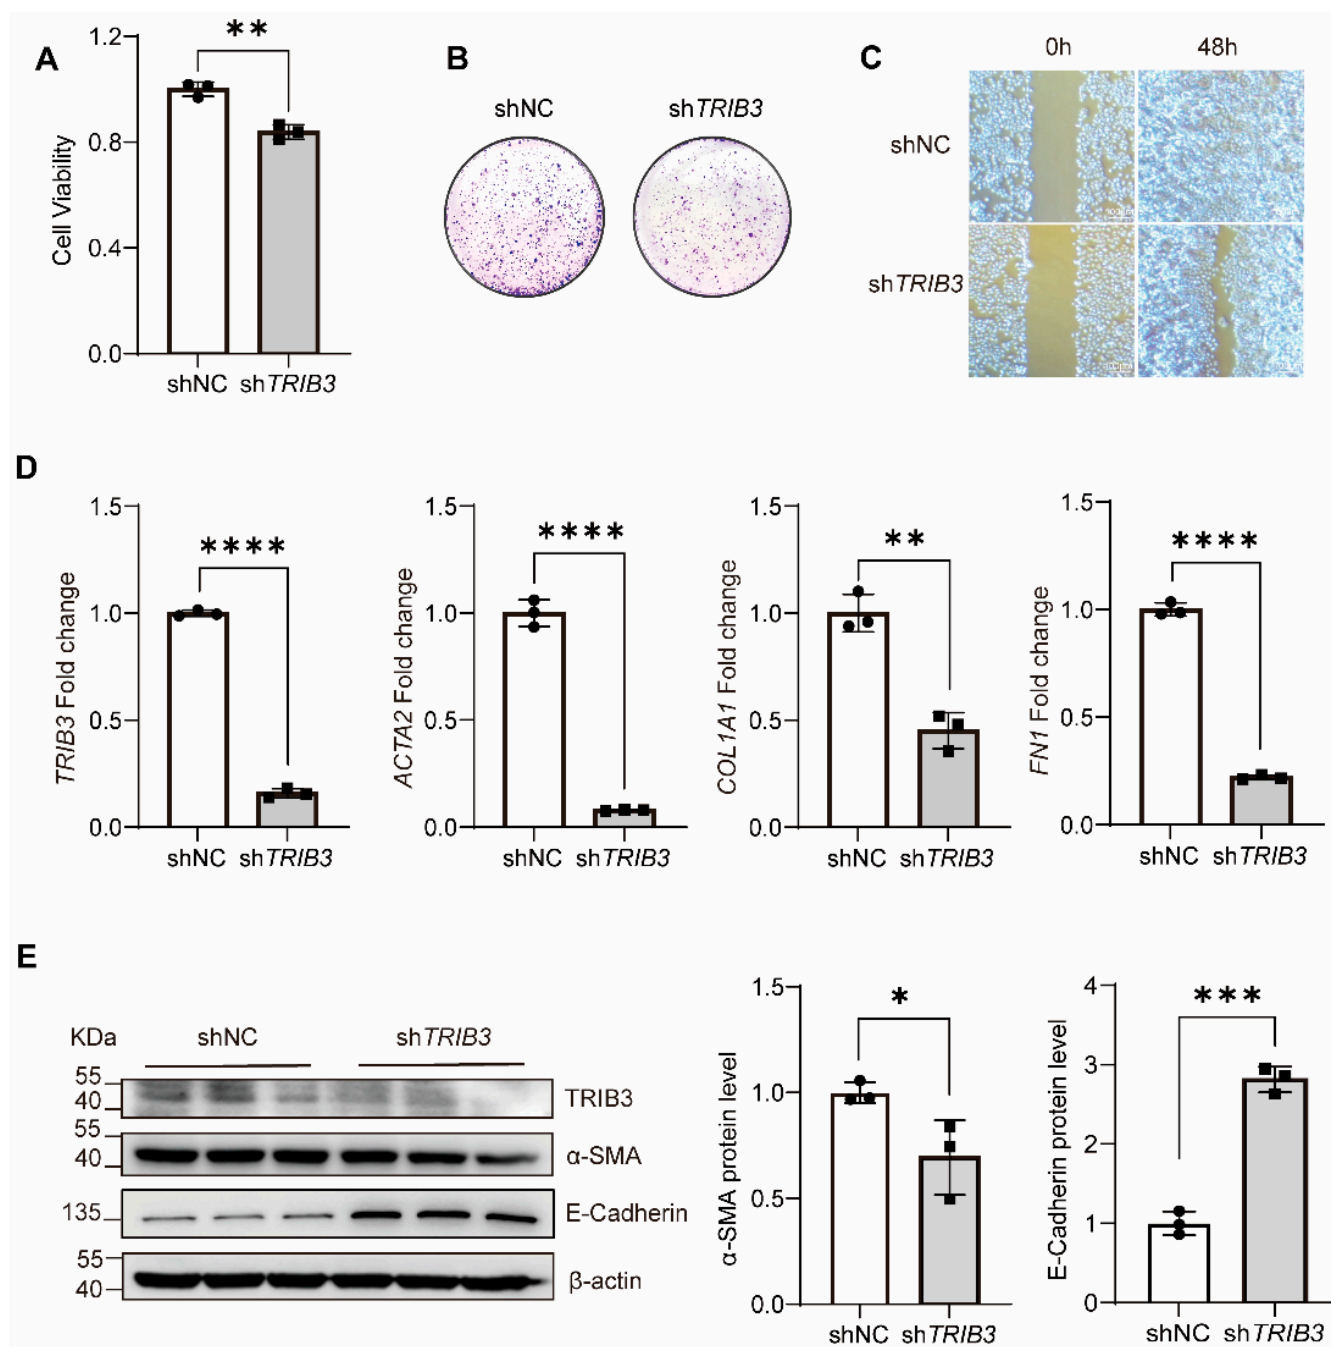 A
Cell Viability
1.2
0.8
0.4
0.0
**
shNC shTRIB3
B
shNC shTRIB3
C
0h 48h
shNC
shTRIB3
D
TRIB3 Fold change
1.5
1.0
0.5
0.0
****
shNC shTRIB3
ACTA2 Fold change
1.5
1.0
0.5
0.0
****
shNC shTRIB3
COL1A1 Fold change
1.5
1.0
0.5
0.0
**
shNC shTRIB3
FN1 Fold change
1.5
1.0
0.5
0.0
****
shNC shTRIB3
E
KDa shNC shTRIB3
55
40
TRIB3
55
40
α-SMA
135
E-Cadherin
55
40
β-actin
α-SMA protein level
1.5
1.0
0.5
0.0
*
shNC shTRIB3
E-Cadherin protein level
4
3
2
1
0
***
shNC shTRIB3